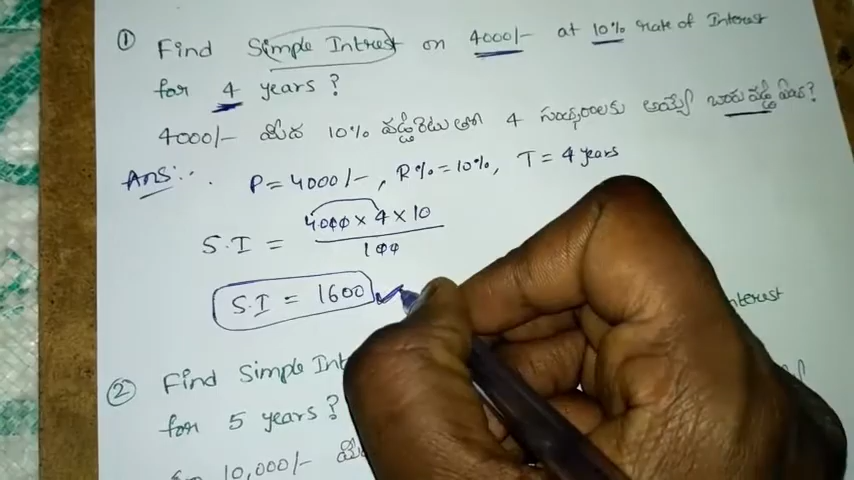 ① Find Simple Intrest on 4000/- at 10% rate of Interest
for 4 years ?
4000/- మీద 10% వడ్డీ రేటుతో 4 సంవత్సరాలకు అయ్యే బారు వడ్డీ ఎంత?
Ans:- P = 4000/-, R% = 10%, T = 4 years
S.I = 4000 × 4 × 10
100
S.I = 1600 ✓
② Find Simple Int nterest
for 5 years ?
10,000/-